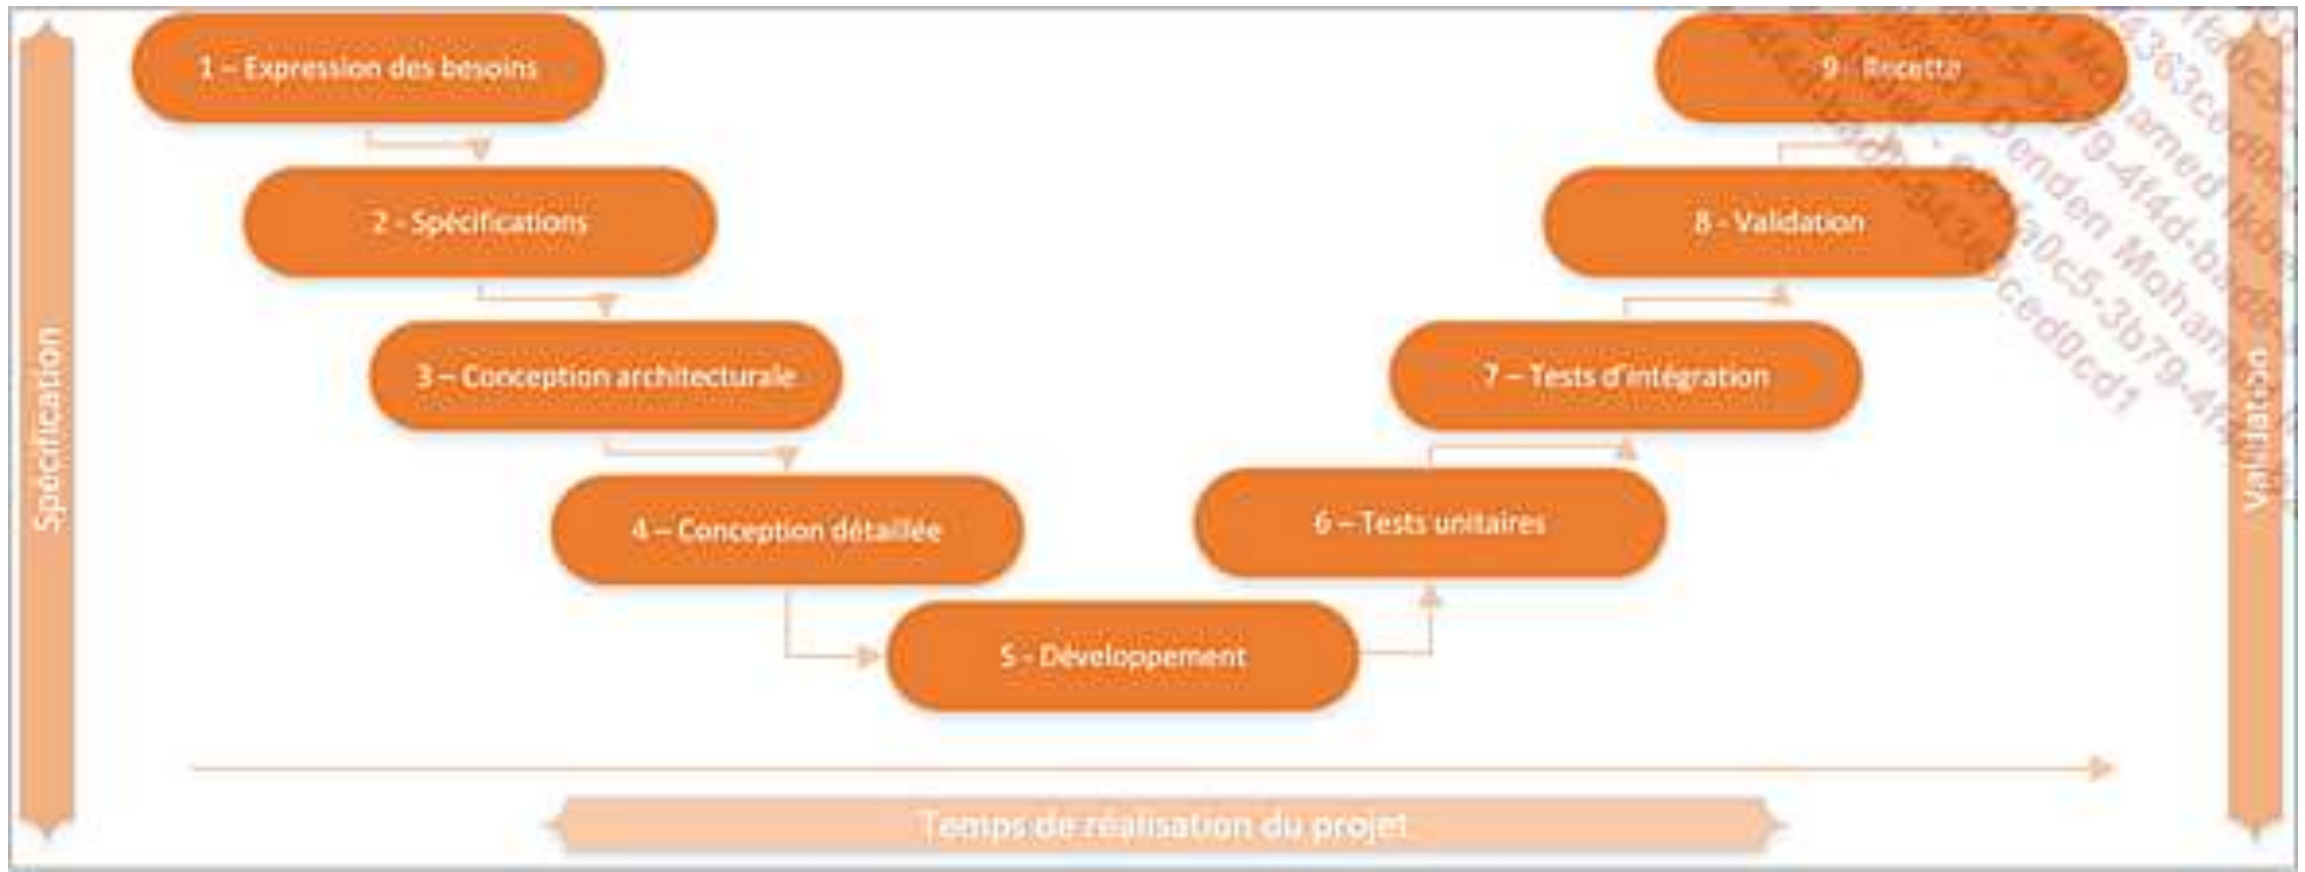 1 – Expression des besoins
2 - Spécifications
3 – Conception architecturale
4 – Conception détaillée
5 - Développement
6 – Tests unitaires
7 – Tests d'intégration
8 - Validation
9 - Recette
Spécification
Validation
Temps de réalisation du projet